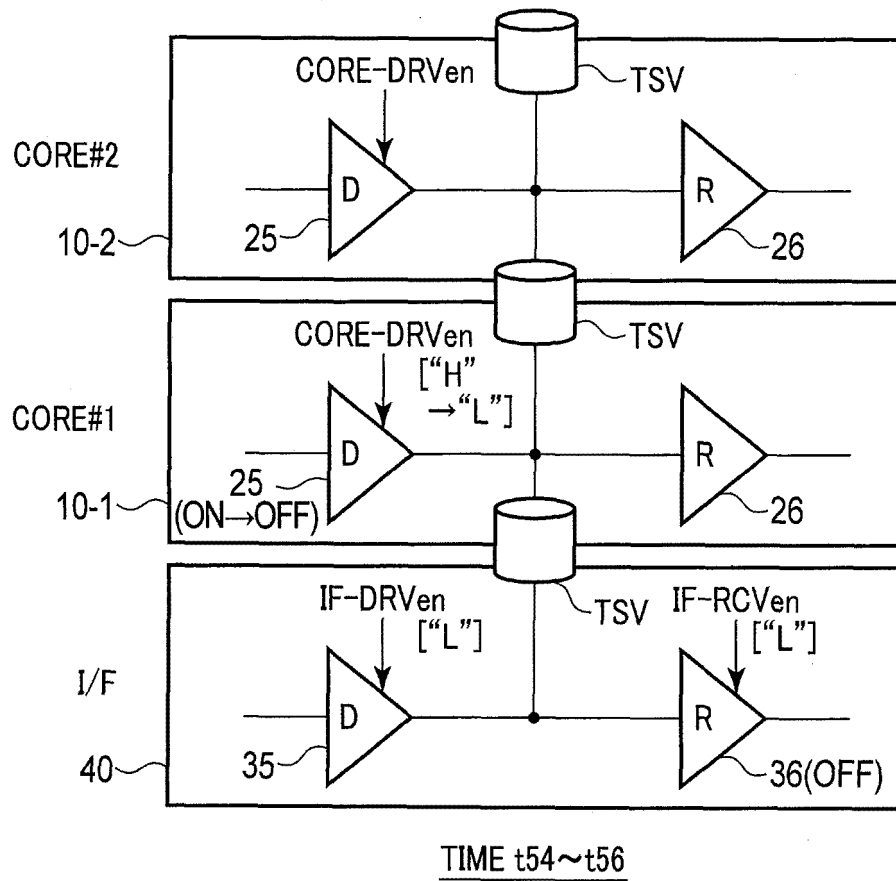 CORE-DRVen
TSV
CORE#2
D
R
25
26
10-2
CORE-DRVen
TSV
["H"
→"L"]
CORE#1
D
R
25
26
10-1
(ON→OFF)
IF-DRVen
TSV
IF-RCVen
["L"]
["L"]
I/F
D
R
35
36(OFF)
40
TIME t54~t56